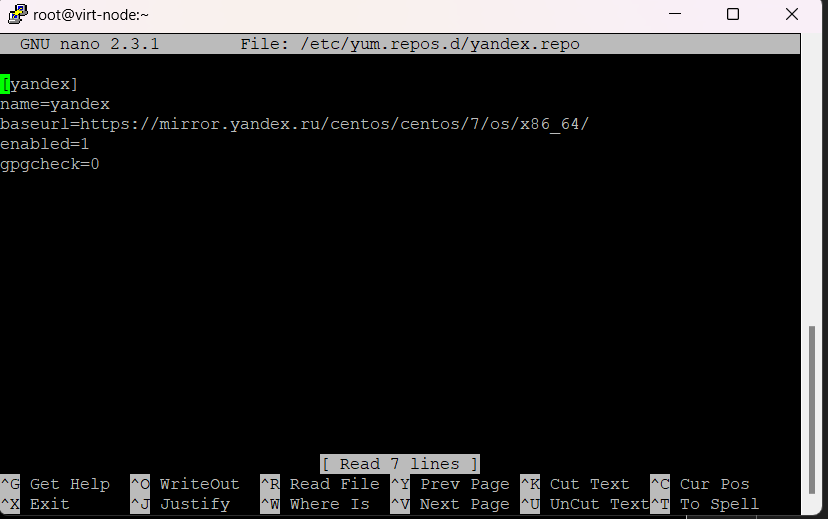 root@virt-node:~
GNU nano 2.3.1 File: /etc/yum.repos.d/yandex.repo
[yandex]
name=yandex
baseurl=https://mirror.yandex.ru/centos/centos/7/os/x86_64/
enabled=1
gpgcheck=0
[ Read 7 lines ]
^G Get Help ^O WriteOut ^R Read File ^Y Prev Page ^K Cut Text ^C Cur Pos
^X Exit ^J Justify ^W Where Is ^V Next Page ^U UnCut Text ^T To Spell